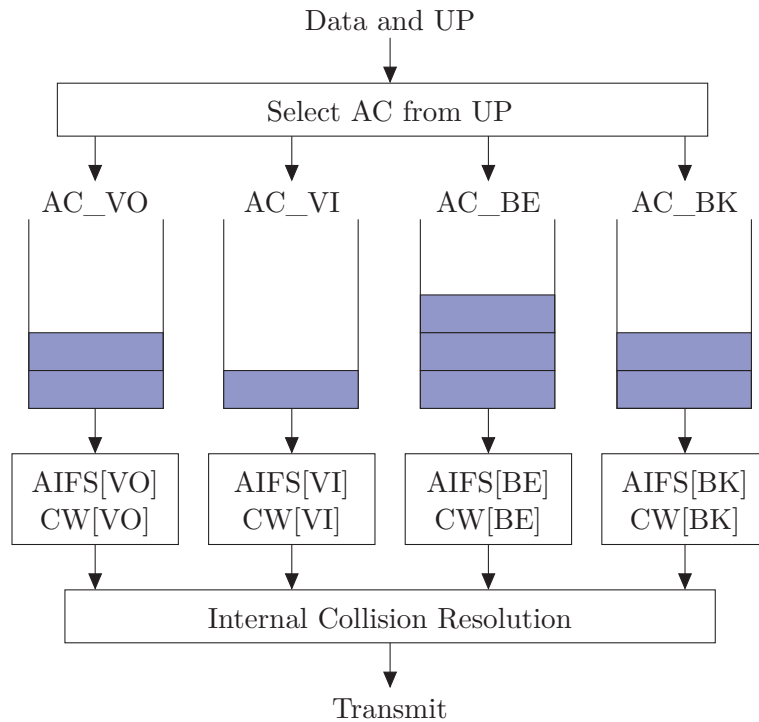 Data and UP
Select AC from UP
AC_VO
AC_VI
AC_BE
AC_BK
AIFS[VO]
CW[VO]
AIFS[VI]
CW[VI]
AIFS[BE]
CW[BE]
AIFS[BK]
CW[BK]
Internal Collision Resolution
Transmit